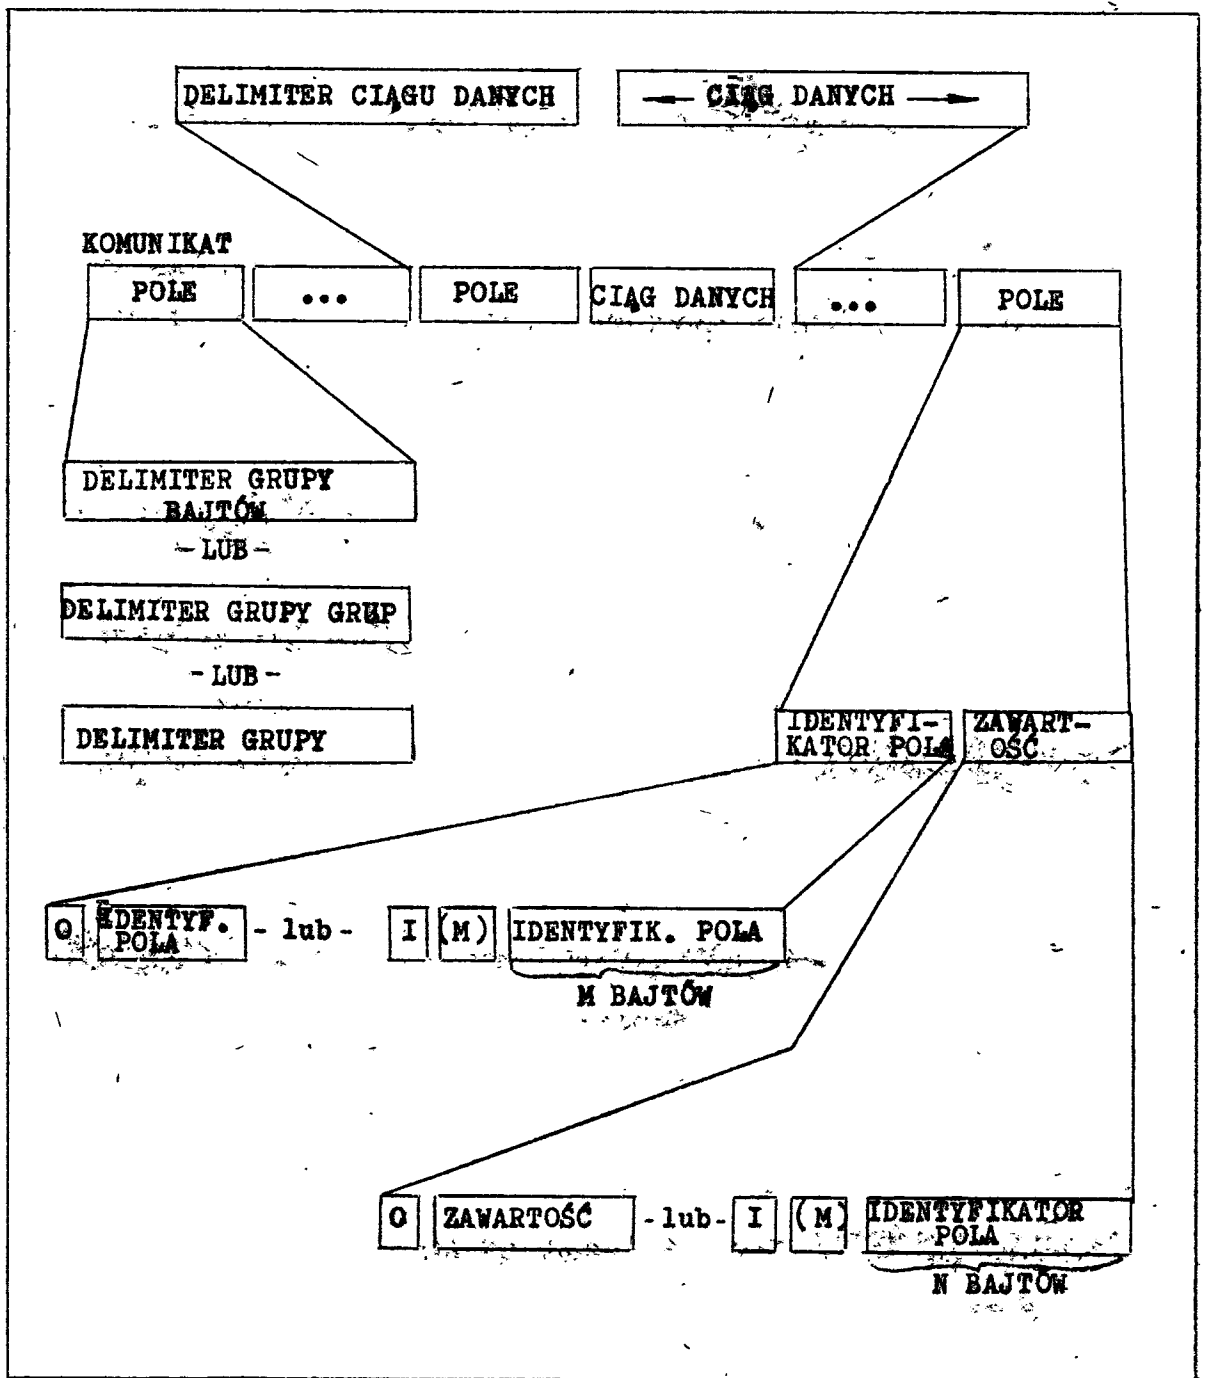 DELIMITER CIĄGU DANYCH
CIĄG DANYCH
KOMUNIKAT
POLE ... POLE CIĄG DANYCH ... POLE
DELIMITER GRUPY
BAJTÓW
- LUB -
DELIMITER GRUPY GRUP
- LUB -
DELIMITER GRUPY
IDENTYFI-
KATOR POLA
ZAWART-
OŚĆ
O IDENTYF.
POLA
- lub - I (M) IDENTYFIK. POLA
M BAJTÓW
O ZAWARTOŚĆ - lub - I (M) IDENTYFIKATOR
POLA
N BAJTÓW